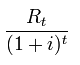 R_t
(1 + i)^t